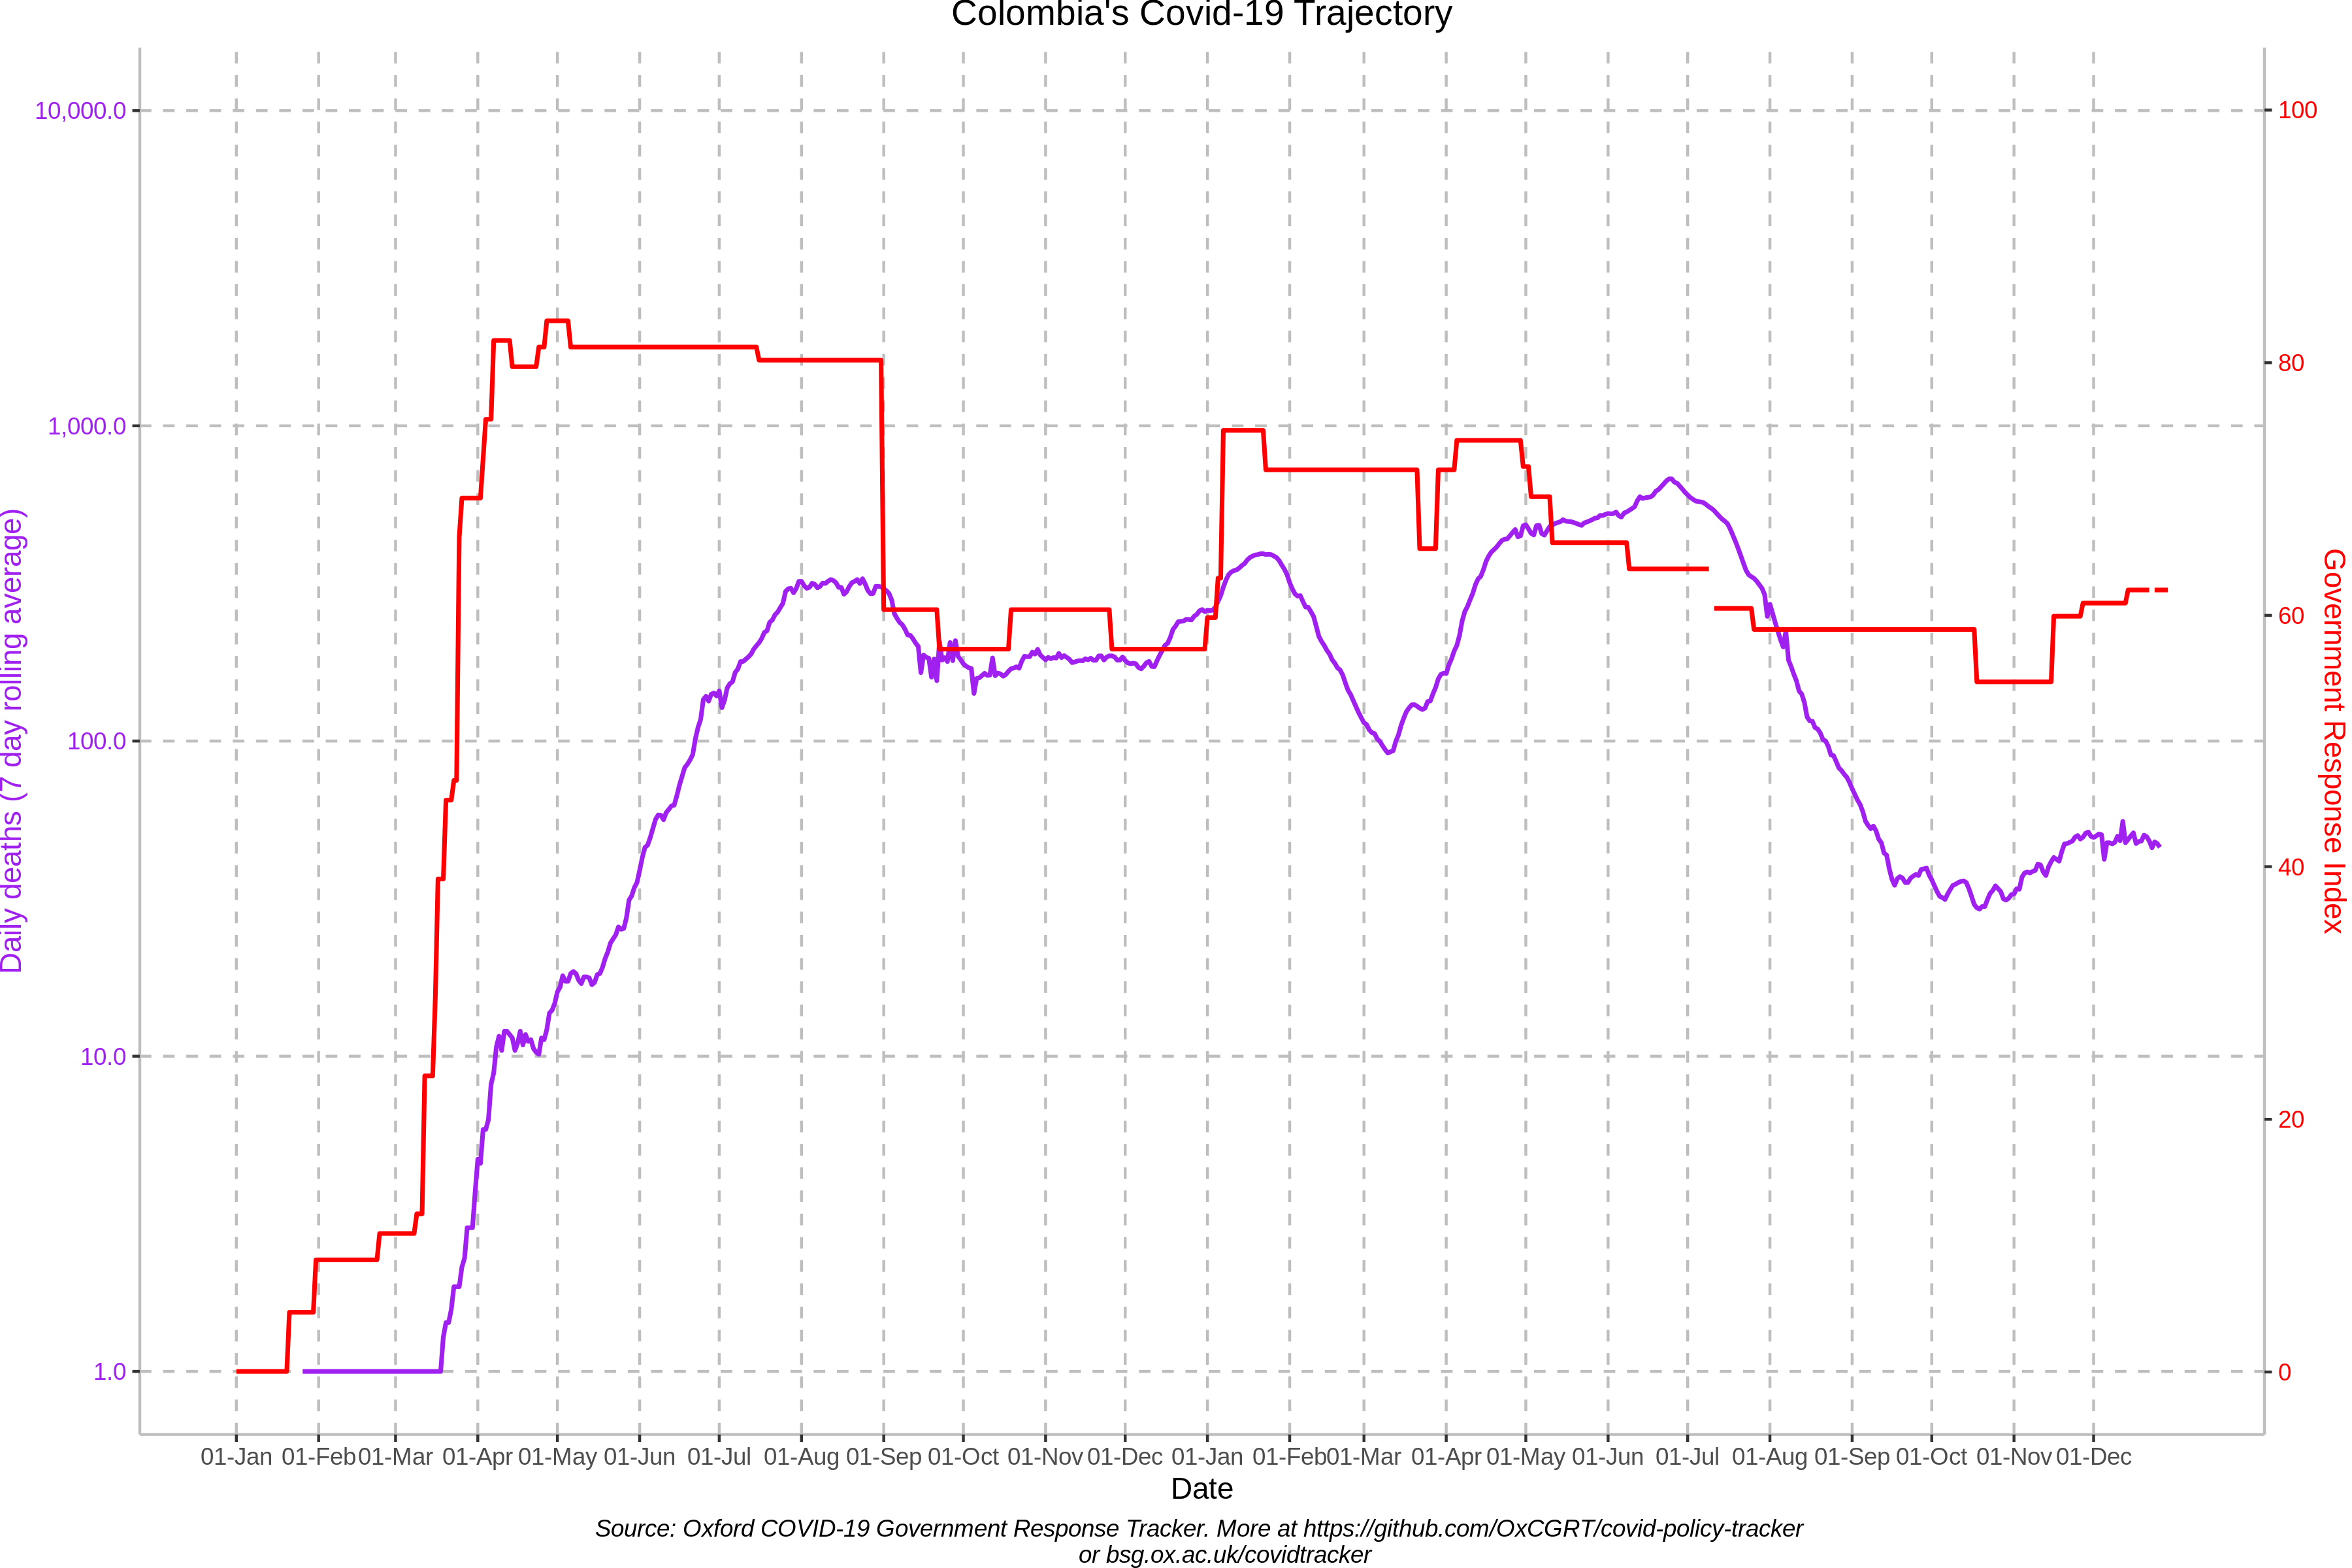 Colombia's Covid-19 Trajectory
10,000.0
1,000.0
100.0
10.0
1.0
Daily deaths (7 day rolling average)
100
80
60
40
20
0
Government Response Index
01-Jan 01-Feb 01-Mar 01-Apr 01-May 01-Jun 01-Jul 01-Aug 01-Sep 01-Oct 01-Nov 01-Dec 01-Jan 01-Feb 01-Mar 01-Apr 01-May 01-Jun 01-Jul 01-Aug 01-Sep 01-Oct 01-Nov 01-Dec
Date
Source: Oxford COVID-19 Government Response Tracker. More at https://github.com/OxCGRT/covid-policy-tracker
or bsg.ox.ac.uk/covidtracker